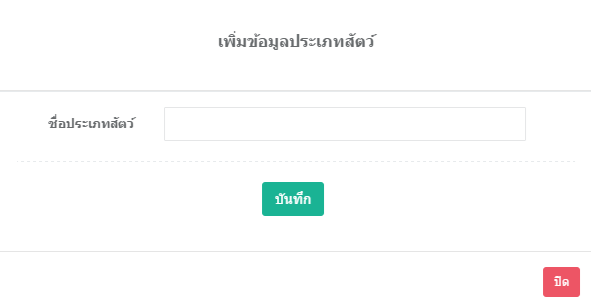 เพิ่มข้อมูลประเภทสัตว์
ชื่อประเภทสัตว์
บันทึก
ปิด